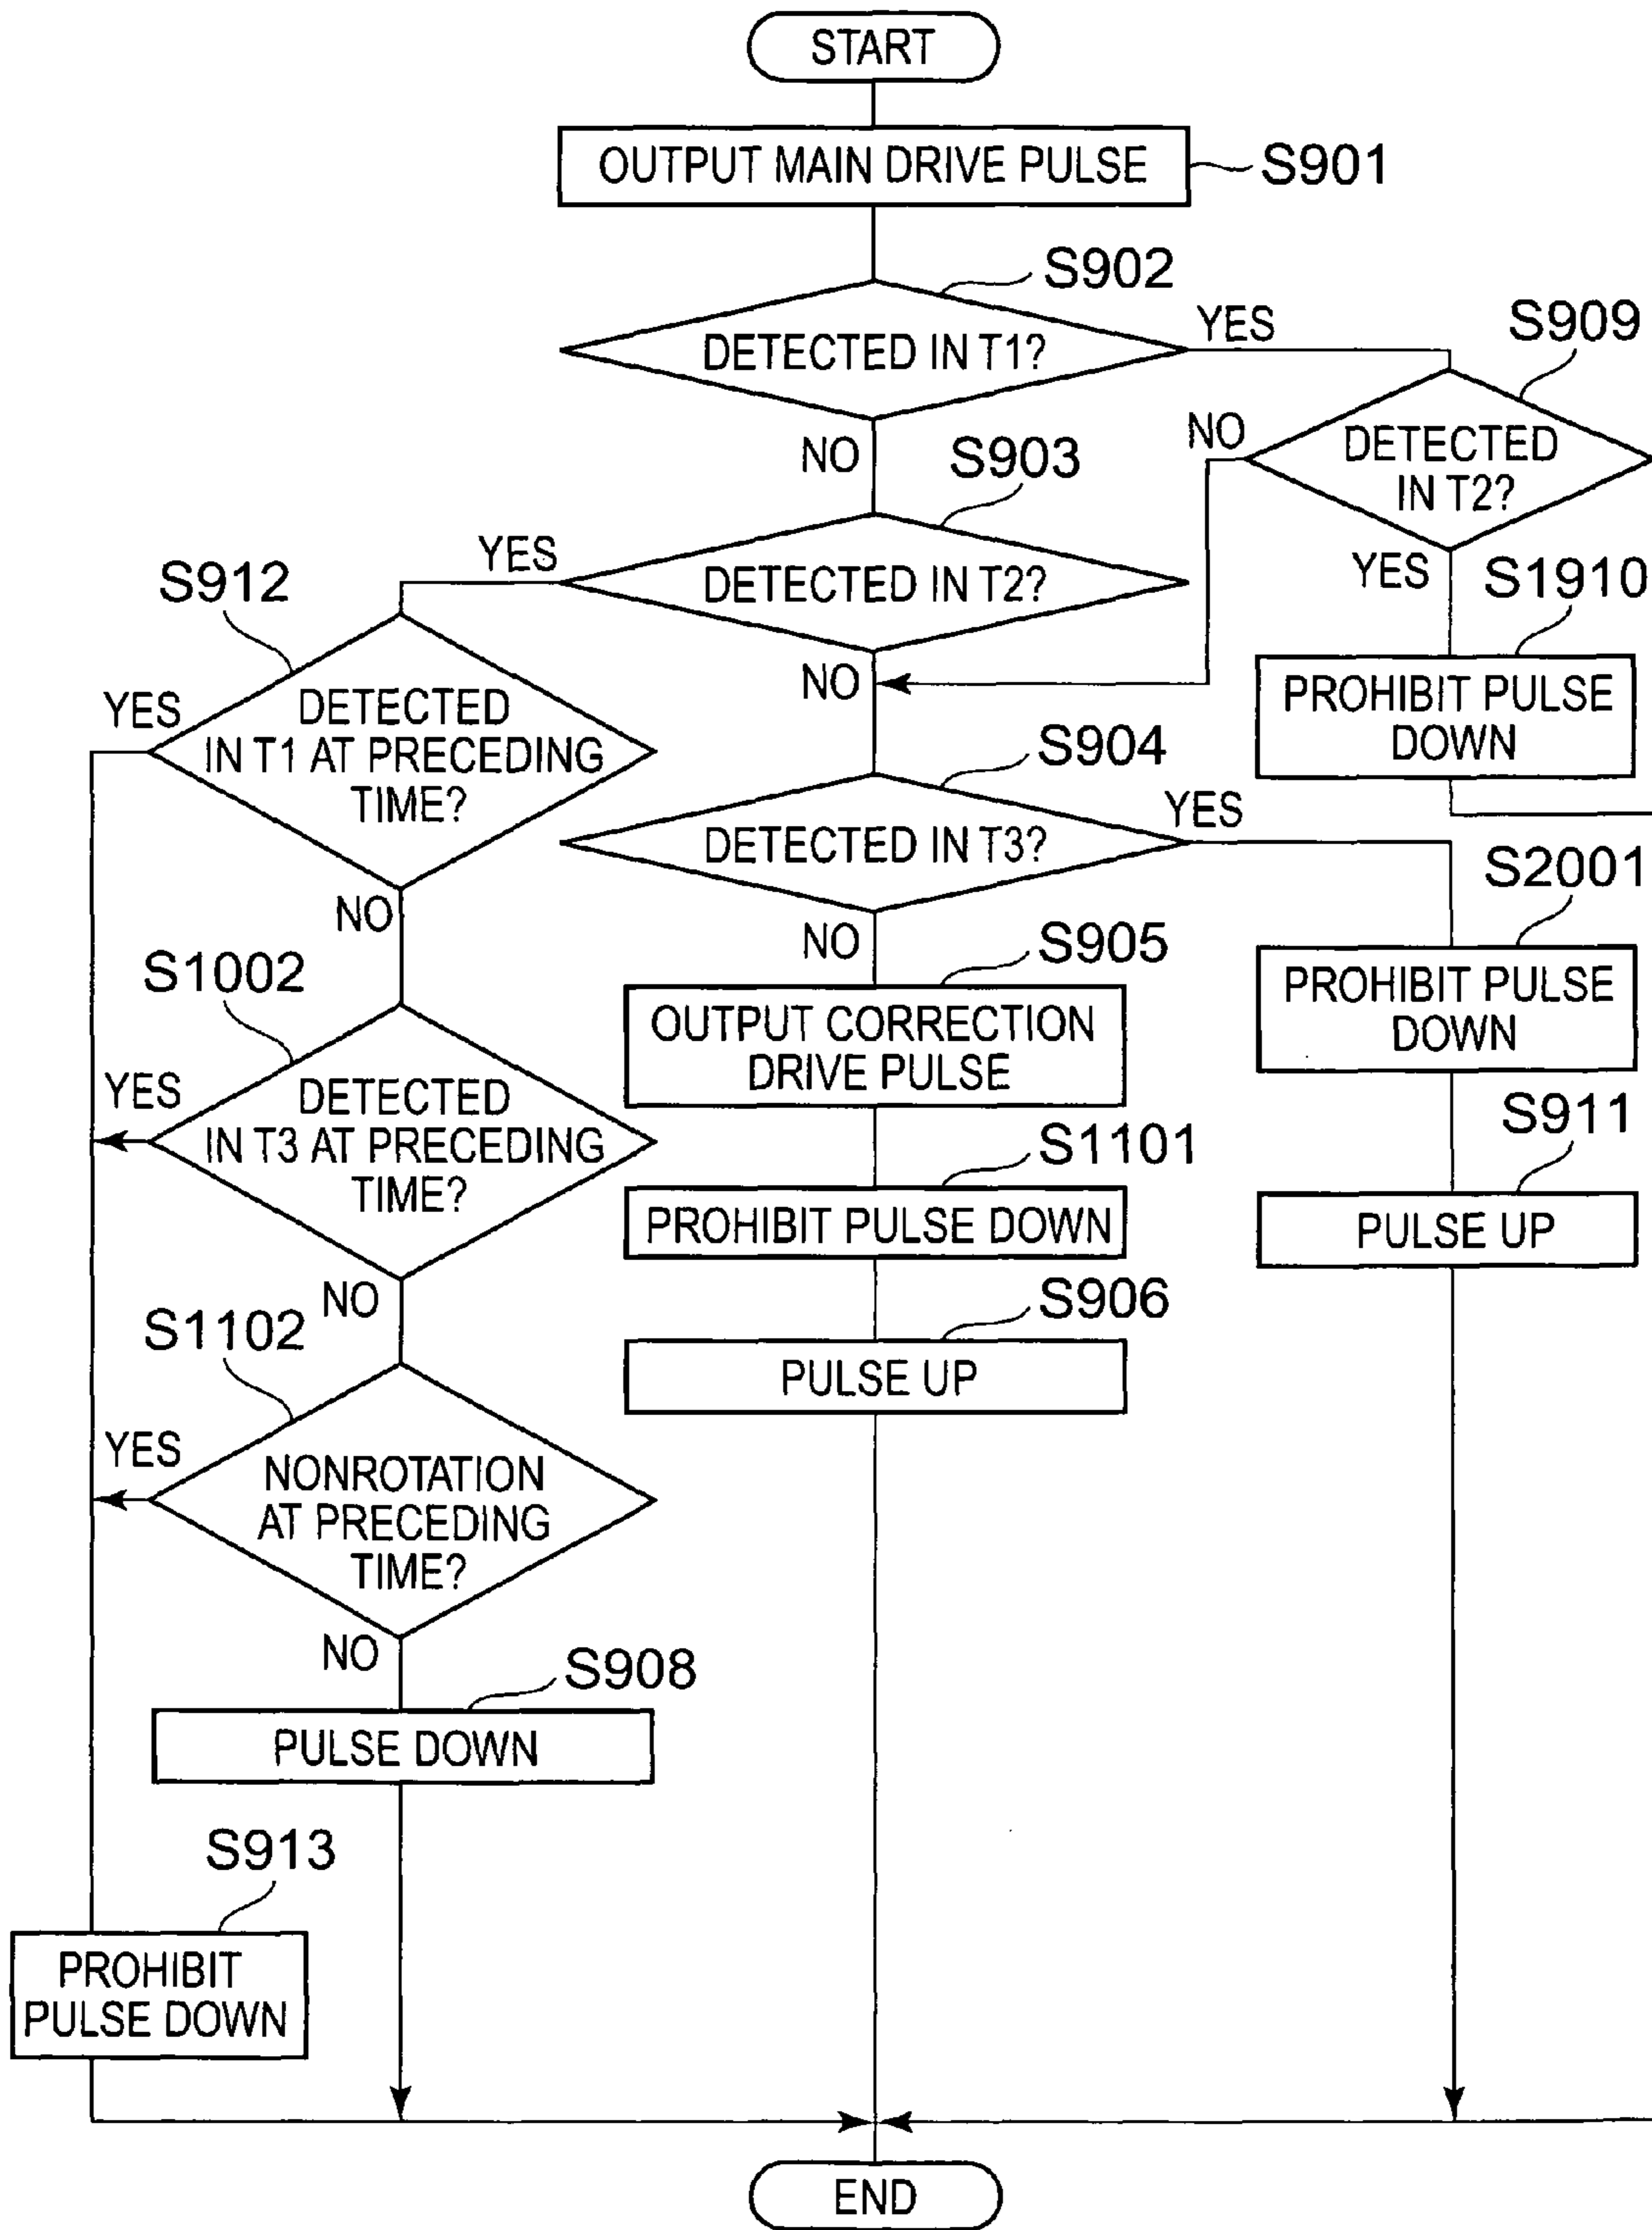 START
OUTPUT MAIN DRIVE PULSE
S901
S902
DETECTED IN T1?
YES
NO
S909
DETECTED
IN T2?
NO
YES
S903
DETECTED IN T2?
YES
NO
S1910
PROHIBIT PULSE
DOWN
S912
DETECTED
IN T1 AT PRECEDING
TIME?
YES
NO
S904
DETECTED IN T3?
YES
NO
S2001
PROHIBIT PULSE
DOWN
S911
PULSE UP
S905
OUTPUT CORRECTION
DRIVE PULSE
S1101
PROHIBIT PULSE DOWN
S906
PULSE UP
S1002
DETECTED
IN T3 AT PRECEDING
TIME?
YES
NO
S1102
NONROTATION
AT PRECEDING
TIME?
YES
NO
S908
PULSE DOWN
S913
PROHIBIT
PULSE DOWN
END